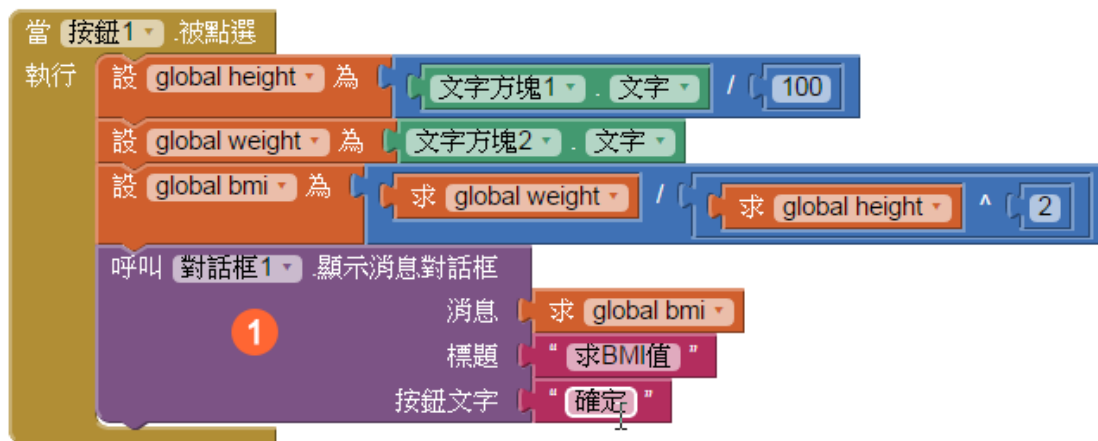 當 按鈕1 .被點選
執行 設 global height 為 文字方塊1 . 文字 / 100
設 global weight 為 文字方塊2 . 文字
設 global bmi 為 求 global weight / 求 global height ^ 2
呼叫 對話框1 .顯示消息對話框
消息 求 global bmi
1
標題 “ 求BMI值 ”
按鈕文字 “ 確定 ”